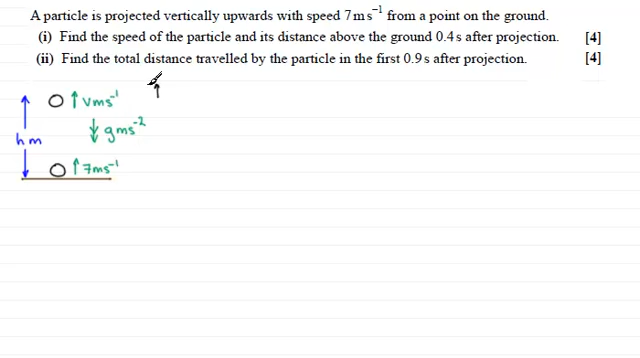 A particle is projected vertically upwards with speed 7 m s⁻¹ from a point on the ground.
(i) Find the speed of the particle and its distance above the ground 0.4 s after projection. [4]
(ii) Find the total distance travelled by the particle in the first 0.9 s after projection. [4]
↑ vms⁻¹
↓ gms⁻²
h m
↑ 7ms⁻¹